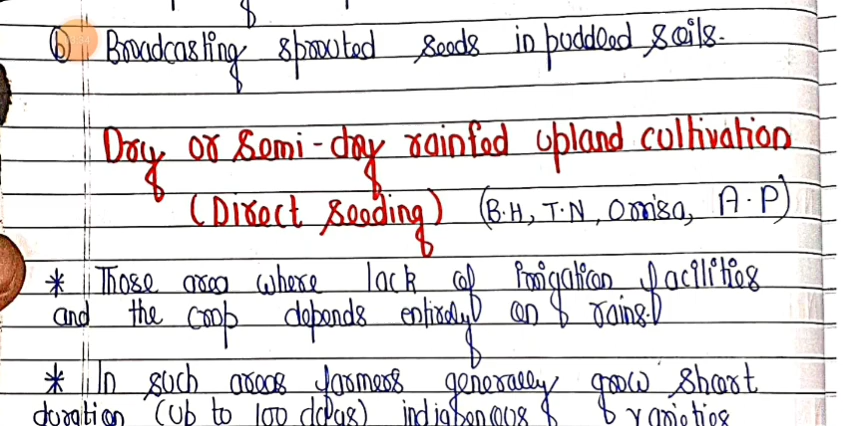 (b) Broadcasting sprouted seeds in puddled soils.
Dry or Semi-dry rainfed upland cultivation
(Direct seeding) (B.H, T.N, Orrisa, A.P)
* Those area where lack of irrigation facilities
and the crop depends entirely on rains.
* In such areas farmers generally grow short
duration (Up to 100 days) indigenous varieties